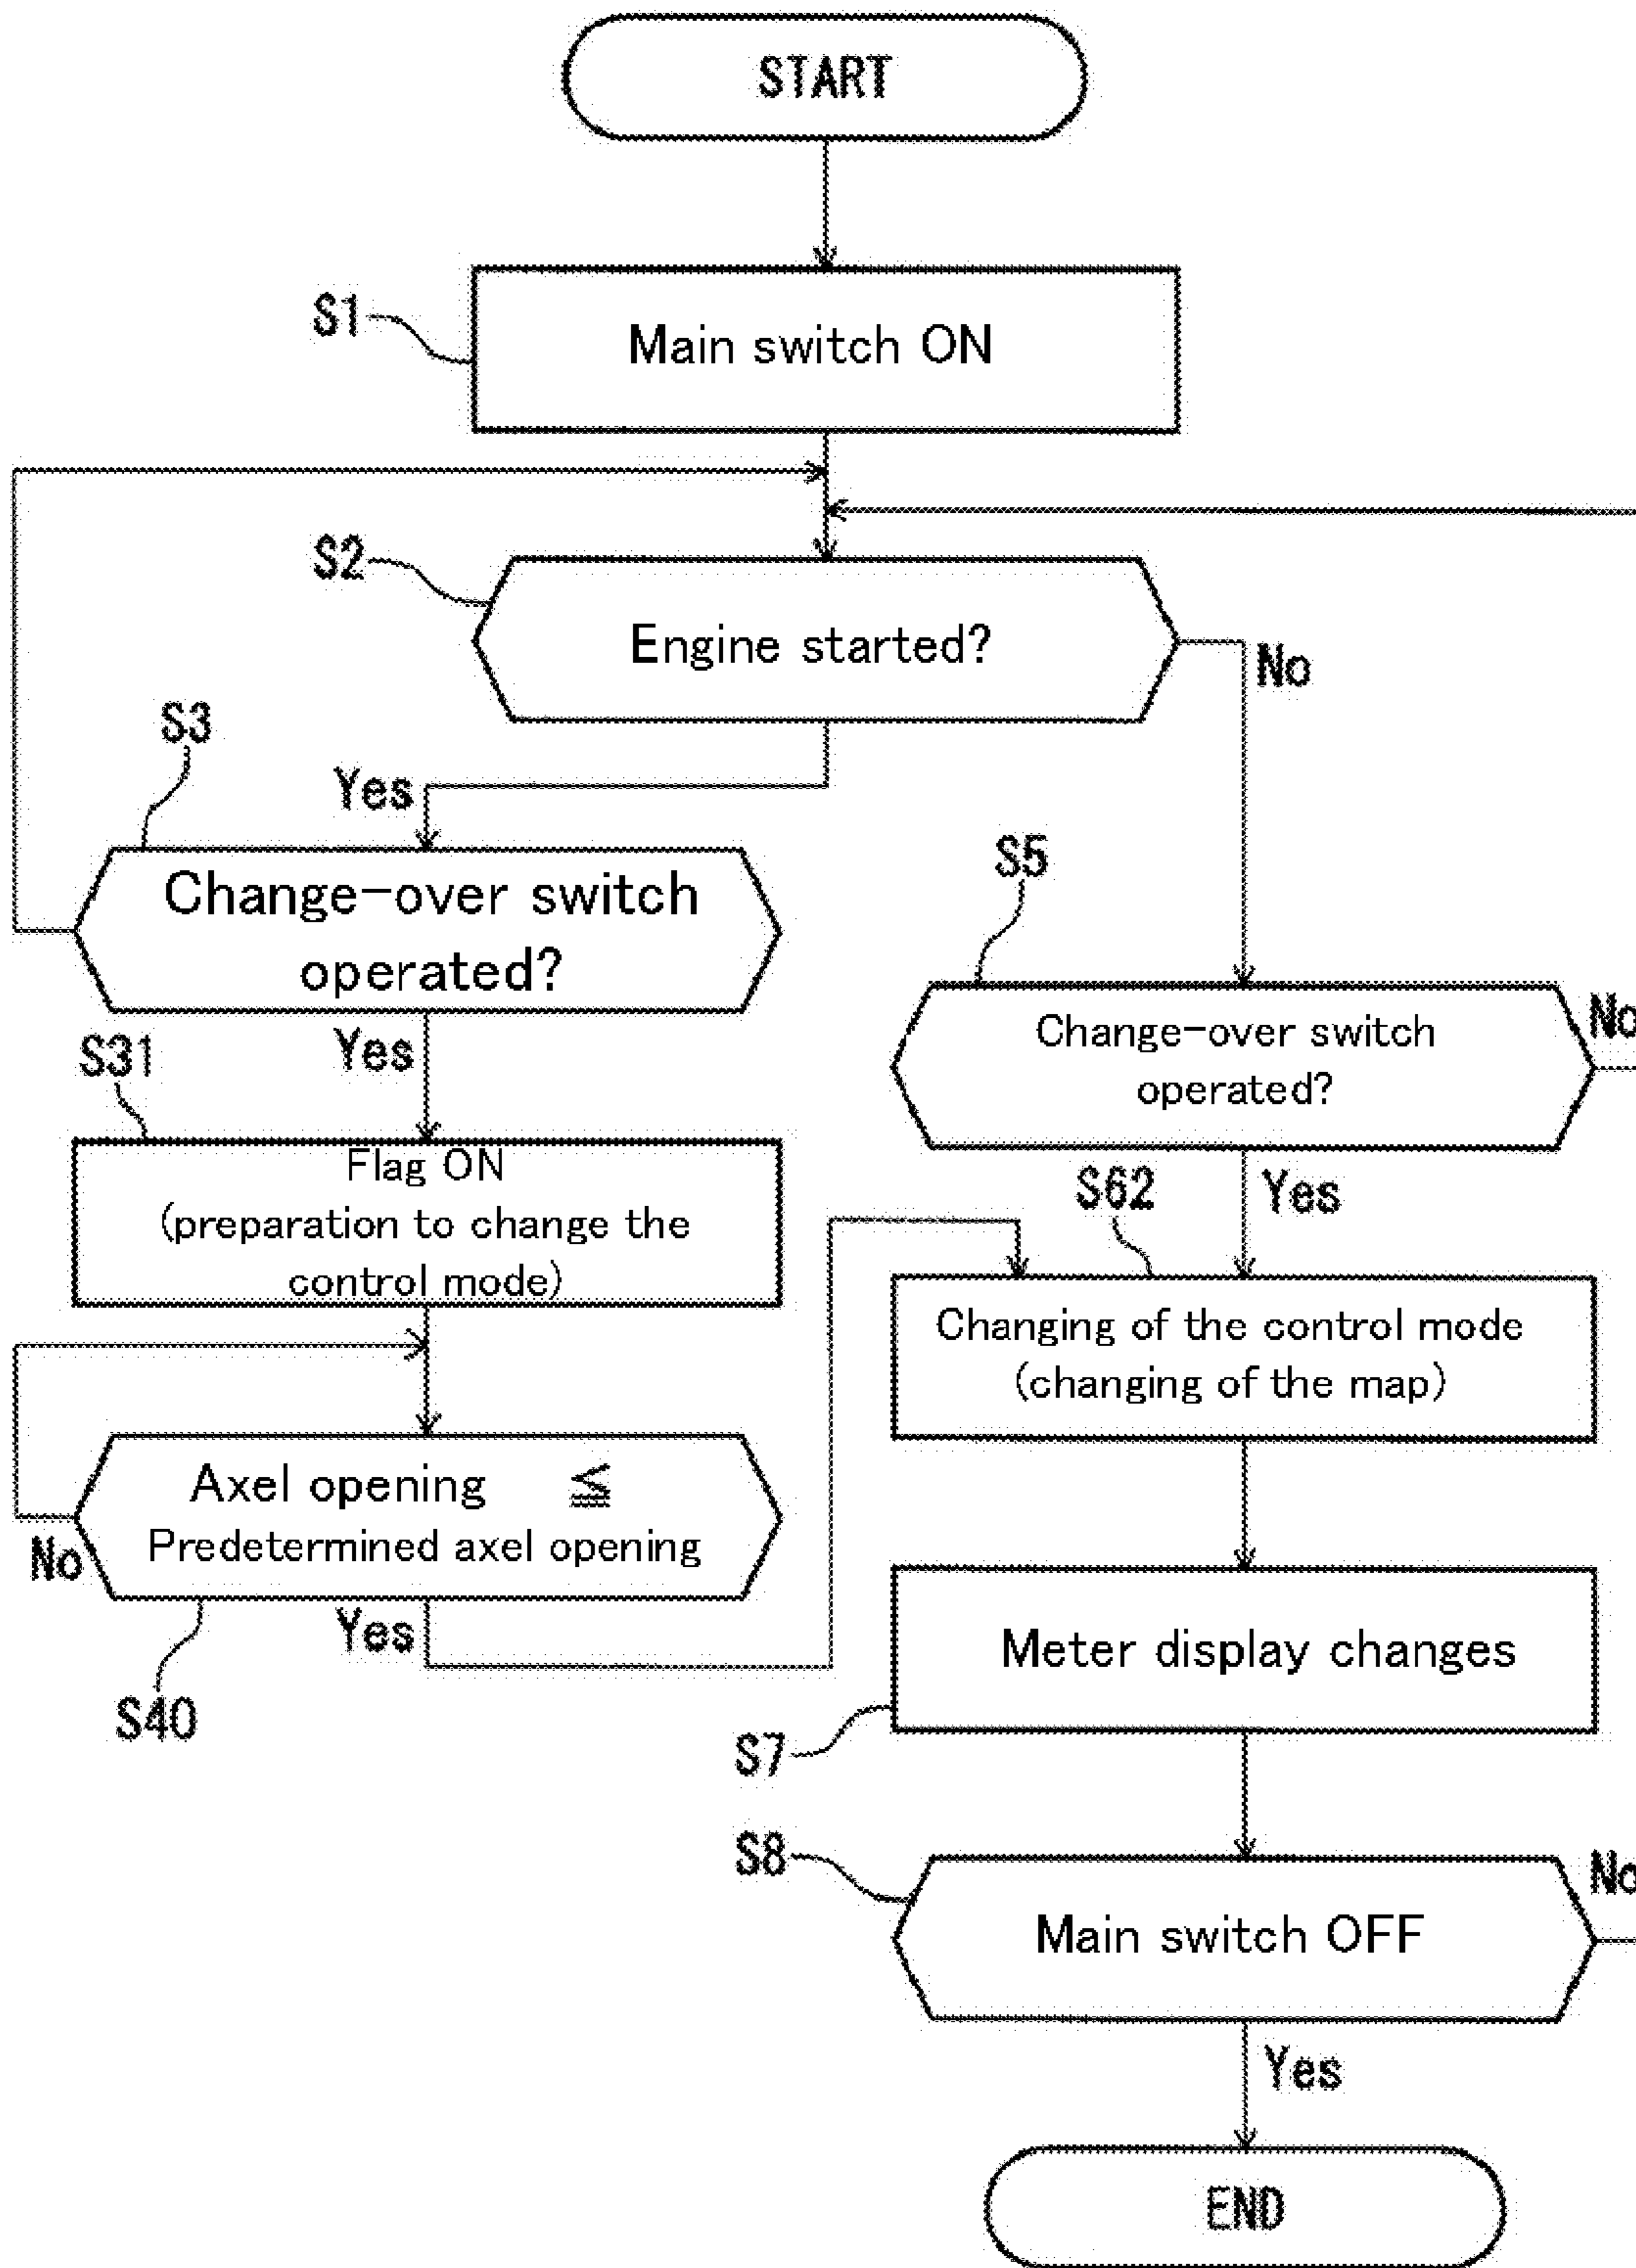 START
S1
Main switch ON
S2
Engine started?
No
S3
Yes
Change-over switch
operated?
S5
No
Change-over switch
operated?
S31
Yes
Flag ON
(preparation to change the
control mode)
S62
Yes
Changing of the control mode
(changing of the map)
Axel opening ≦
Predetermined axel opening
No
Yes
S40
Meter display changes
S7
S8
No
Main switch OFF
Yes
END